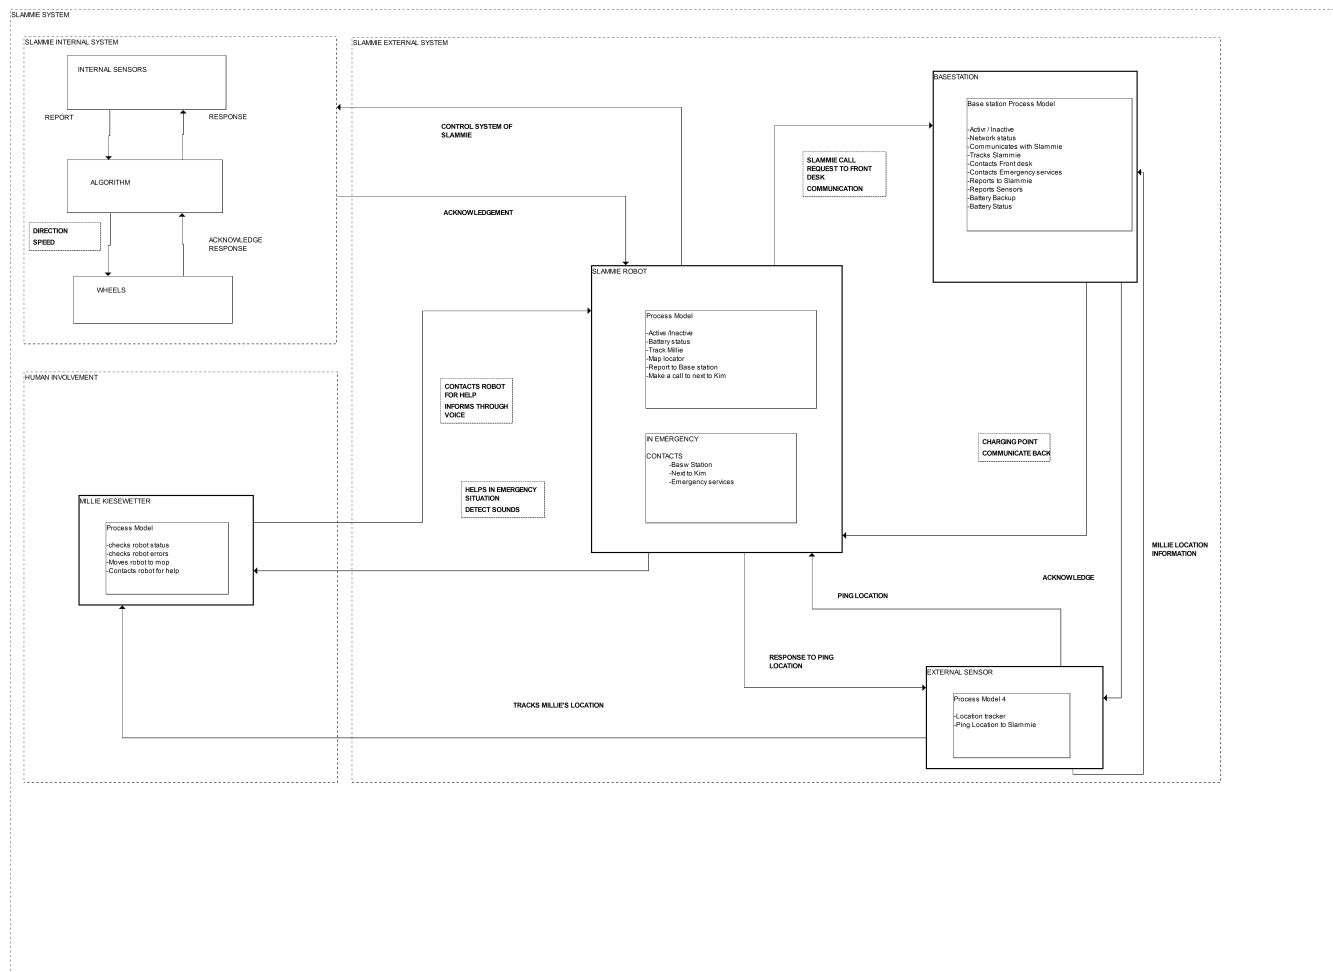 SLAMMIE SYSTEM
SLAMMIE INTERNAL SYSTEM
INTERNAL SENSORS
REPORT
RESPONSE
ALGORITHM
DIRECTION
SPEED
ACKNOWLEDGE
RESPONSE
WHEELS
SLAMMIE EXTERNAL SYSTEM
CONTROL SYSTEM OF
SLAMMIE
ACKNOWLEDGEMENT
SLAMMIE CALL
REQUEST TO FRONT
DESK
COMMUNICATION
BASESTATION
Base station Process Model
-Activr / Inactive
-Network status
-Communicates with Slammie
-Tracks Slammie
-Contacts Front desk
-Contacts Emergency services
-Reports to Slammie
-Reports Sensors
-Battery Backup
-Battery Status
SLAMMIE ROBOT
Process Model
-Active /Inactive
-Battery status
-Track Millie
-Map locator
-Report to Base station
-Make a call to next to Kim
IN EMERGENCY
CONTACTS
-Basw Station
-Next to Kim
-Emergency services
HUMAN INVOLVEMENT
CONTACTS ROBOT
FOR HELP
INFORMS THROUGH
VOICE
HELPS IN EMERGENCY
SITUATION
DETECT SOUNDS
CHARGING POINT
COMMUNICATE BACK
MILLIE KIESEWETTER
Process Model
-checks robot status
-checks robot errors
-Moves robot to mop
-Contacts robot for help
MILLIE LOCATION
INFORMATION
ACKNOWLEDGE
PING LOCATION
RESPONSE TO PING
LOCATION
TRACKS MILLIE'S LOCATION
EXTERNAL SENSOR
Process Model 4
-Location tracker
-Ping Location to Slammie